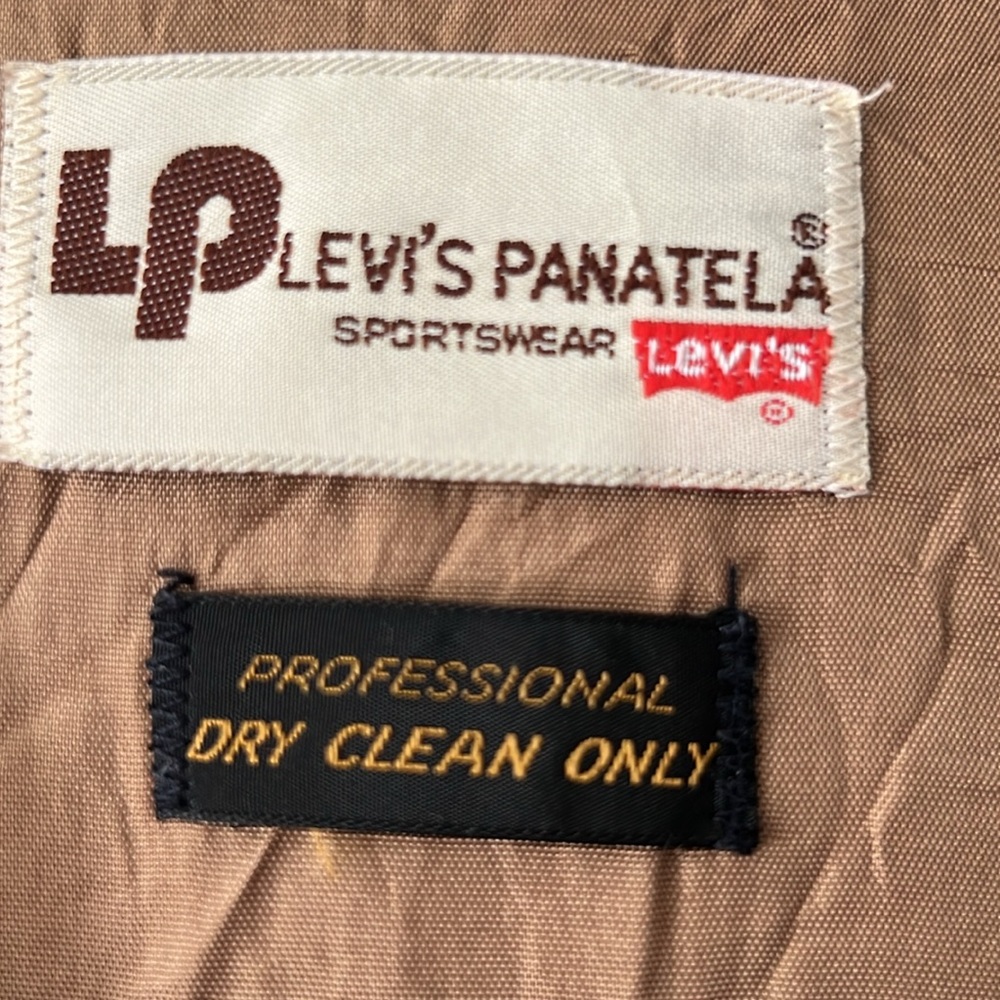 LP LEVI'S PANATELA ®
SPORTSWEAR LEVI'S ®
PROFESSIONAL
DRY CLEAN ONLY